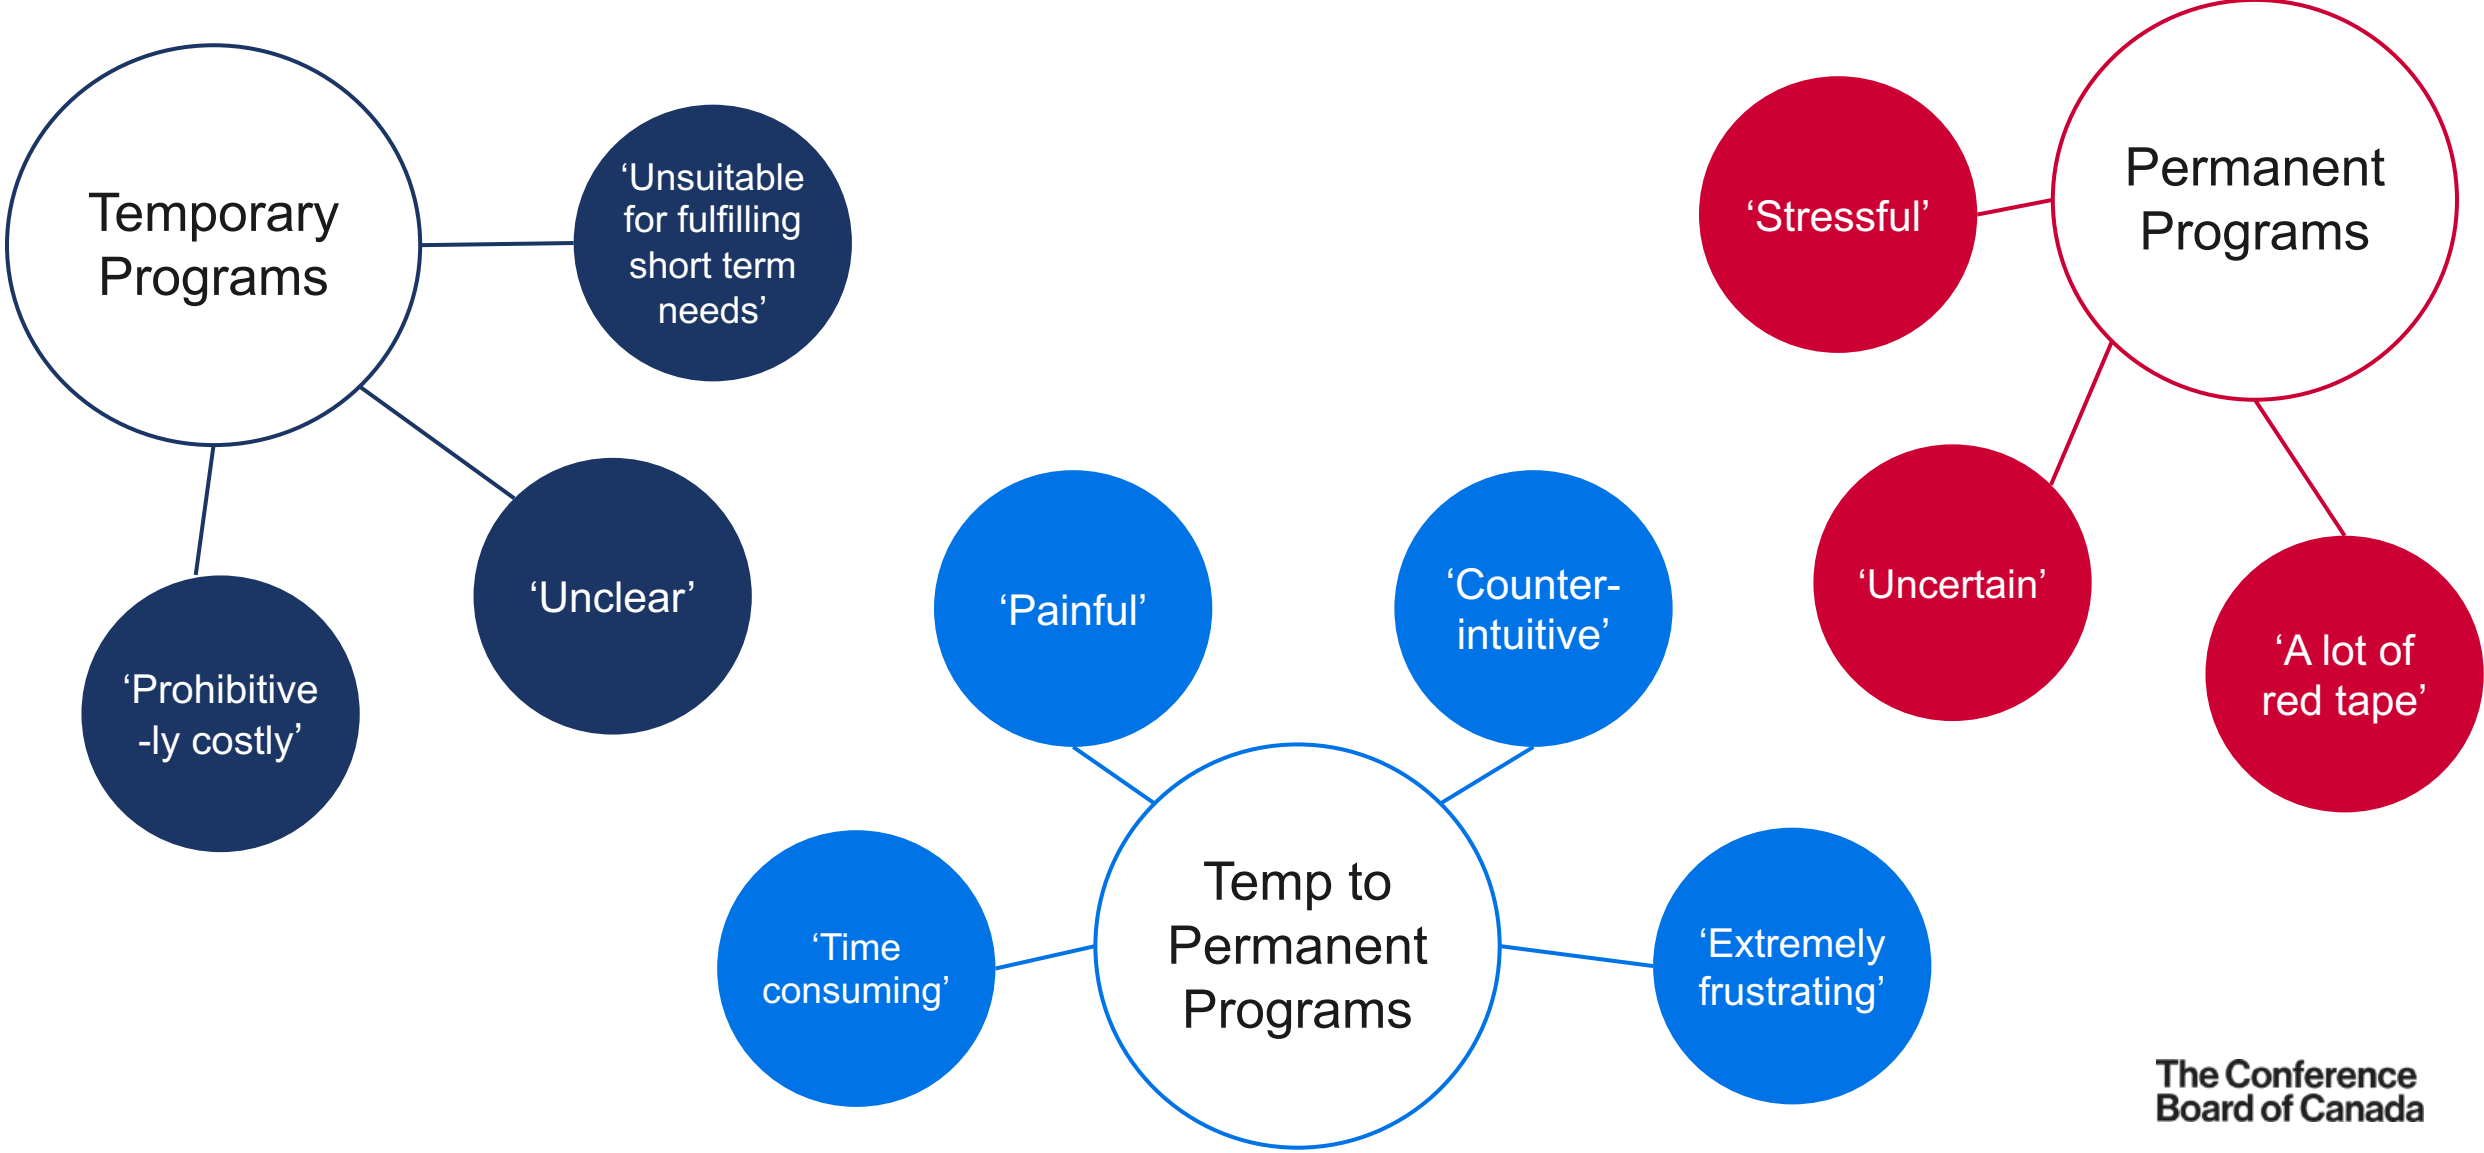 Temporary
Programs
‘Unsuitable
for fulfilling
short term
needs’
‘Unclear’
‘Prohibitive
-ly costly’
‘Painful’
‘Counter-
intuitive’
‘Time
consuming’
Temp to
Permanent
Programs
‘Extremely
frustrating’
Permanent
Programs
‘Stressful’
‘Uncertain’
‘A lot of
red tape’
The Conference
Board of Canada